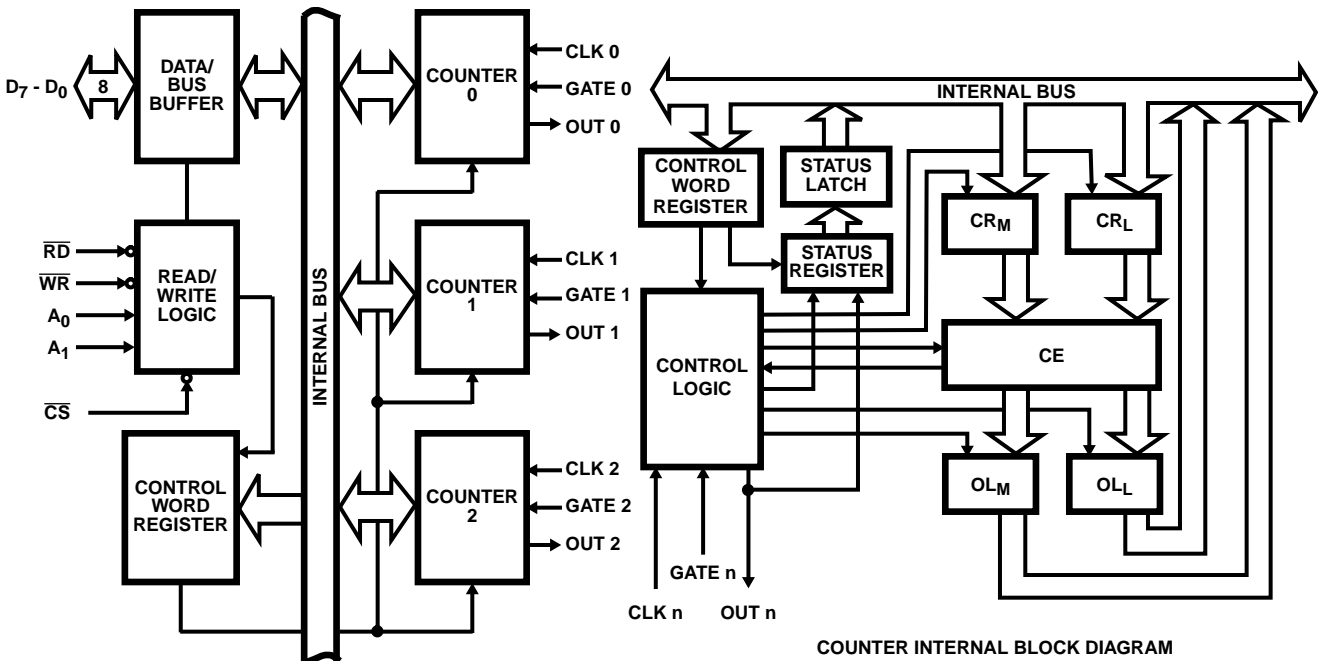 D7 - D0
8
DATA/
BUS
BUFFER
INTERNAL BUS
COUNTER
0
CLK 0
GATE 0
OUT 0
RD
WR
A0
A1
CS
READ/
WRITE
LOGIC
COUNTER
1
CLK 1
GATE 1
OUT 1
CONTROL
WORD
REGISTER
COUNTER
2
CLK 2
GATE 2
OUT 2
INTERNAL BUS
CONTROL
WORD
REGISTER
STATUS
LATCH
STATUS
REGISTER
CRM
CRL
CONTROL
LOGIC
CE
OLM
OLL
GATE n
CLK n
OUT n
COUNTER INTERNAL BLOCK DIAGRAM